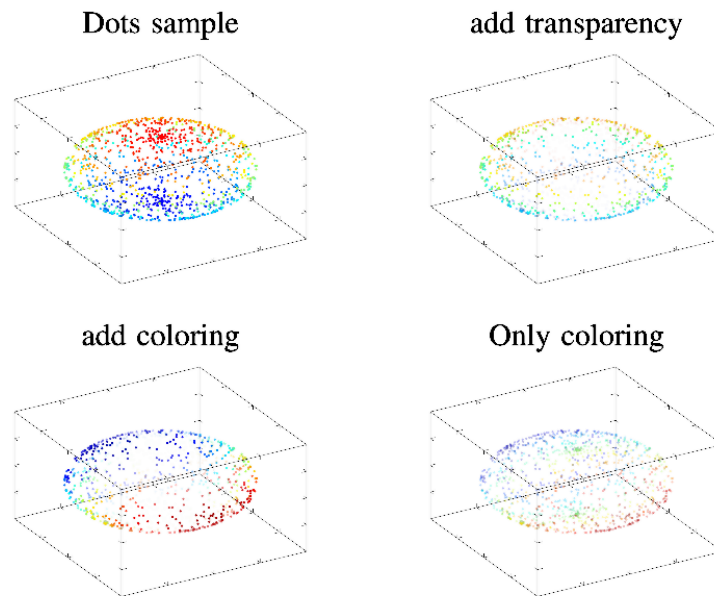 Dots sample
add transparency
add coloring
Only coloring